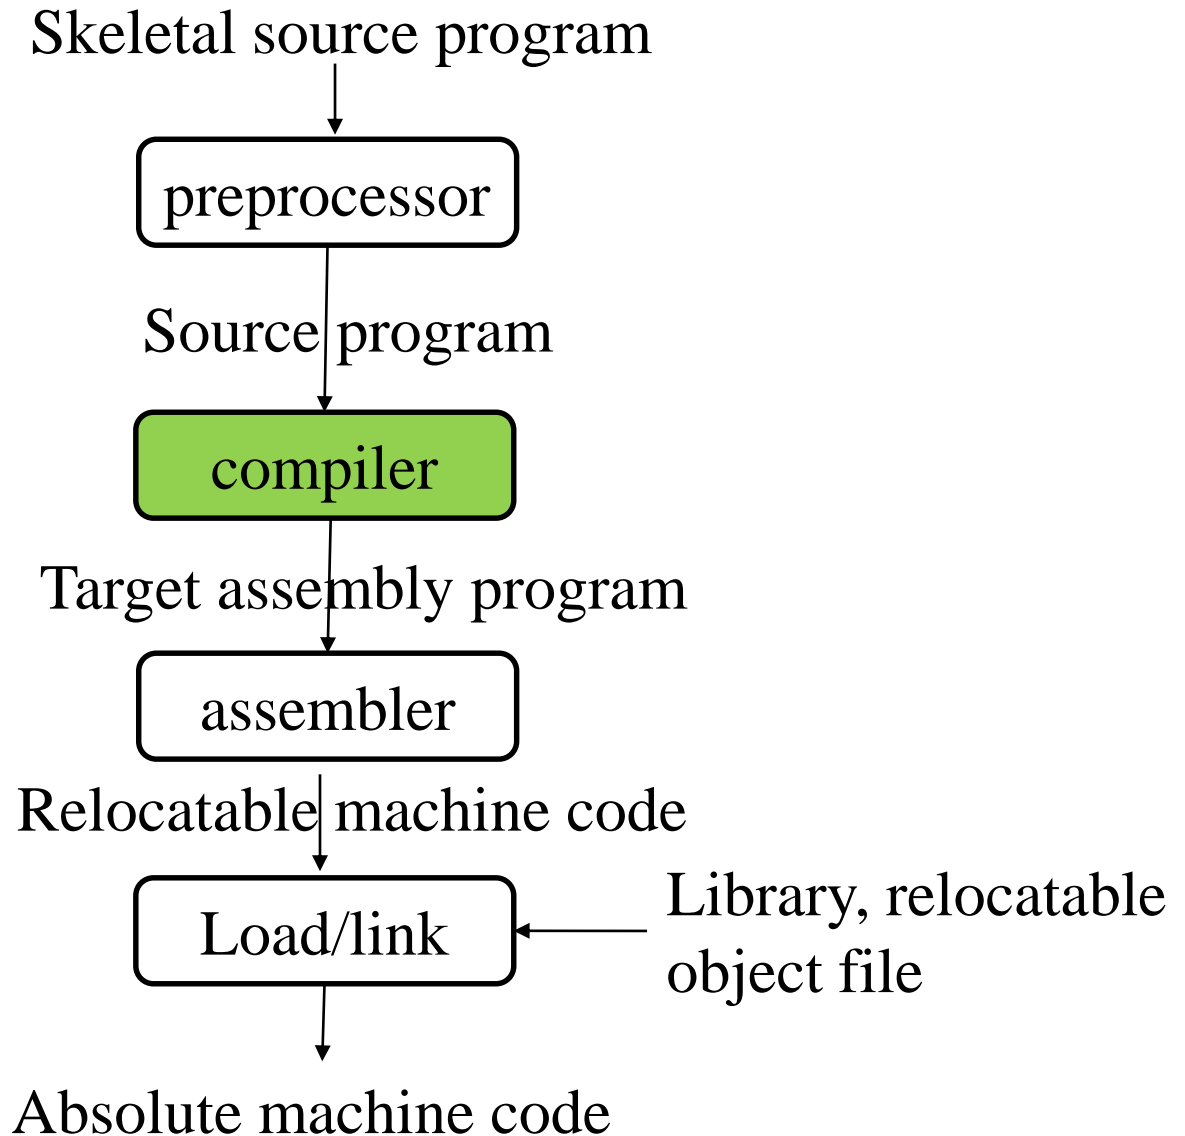 Skeletal source program
preprocessor
Source program
compiler
Target assembly program
assembler
Relocatable machine code
Load/link
Library, relocatable
object file
Absolute machine code